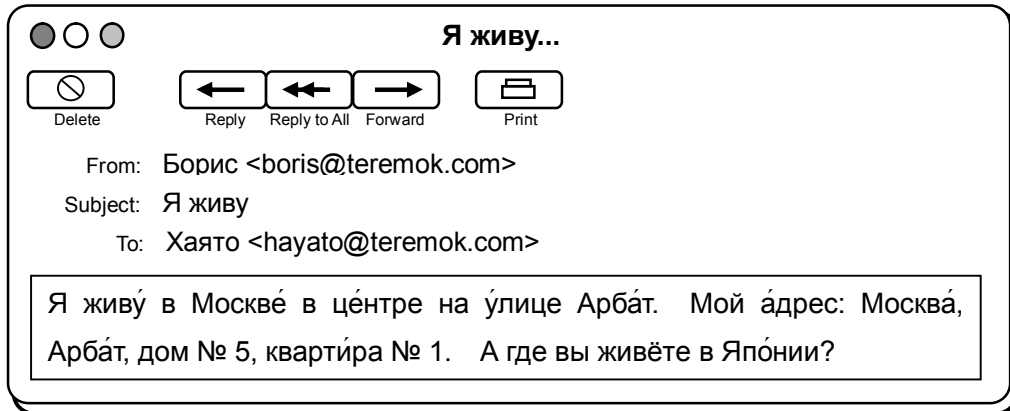 Я живу...
Delete Reply Reply to All Forward Print
From: Борис <boris@teremok.com>
Subject: Я живу
To: Хаято <hayato@teremok.com>
Я живу́ в Москве́ в це́нтре на у́лице Арба́т. Мой а́дрес: Москва́,
Арба́т, дом № 5, кварти́ра № 1. А где вы живёте в Япо́нии?